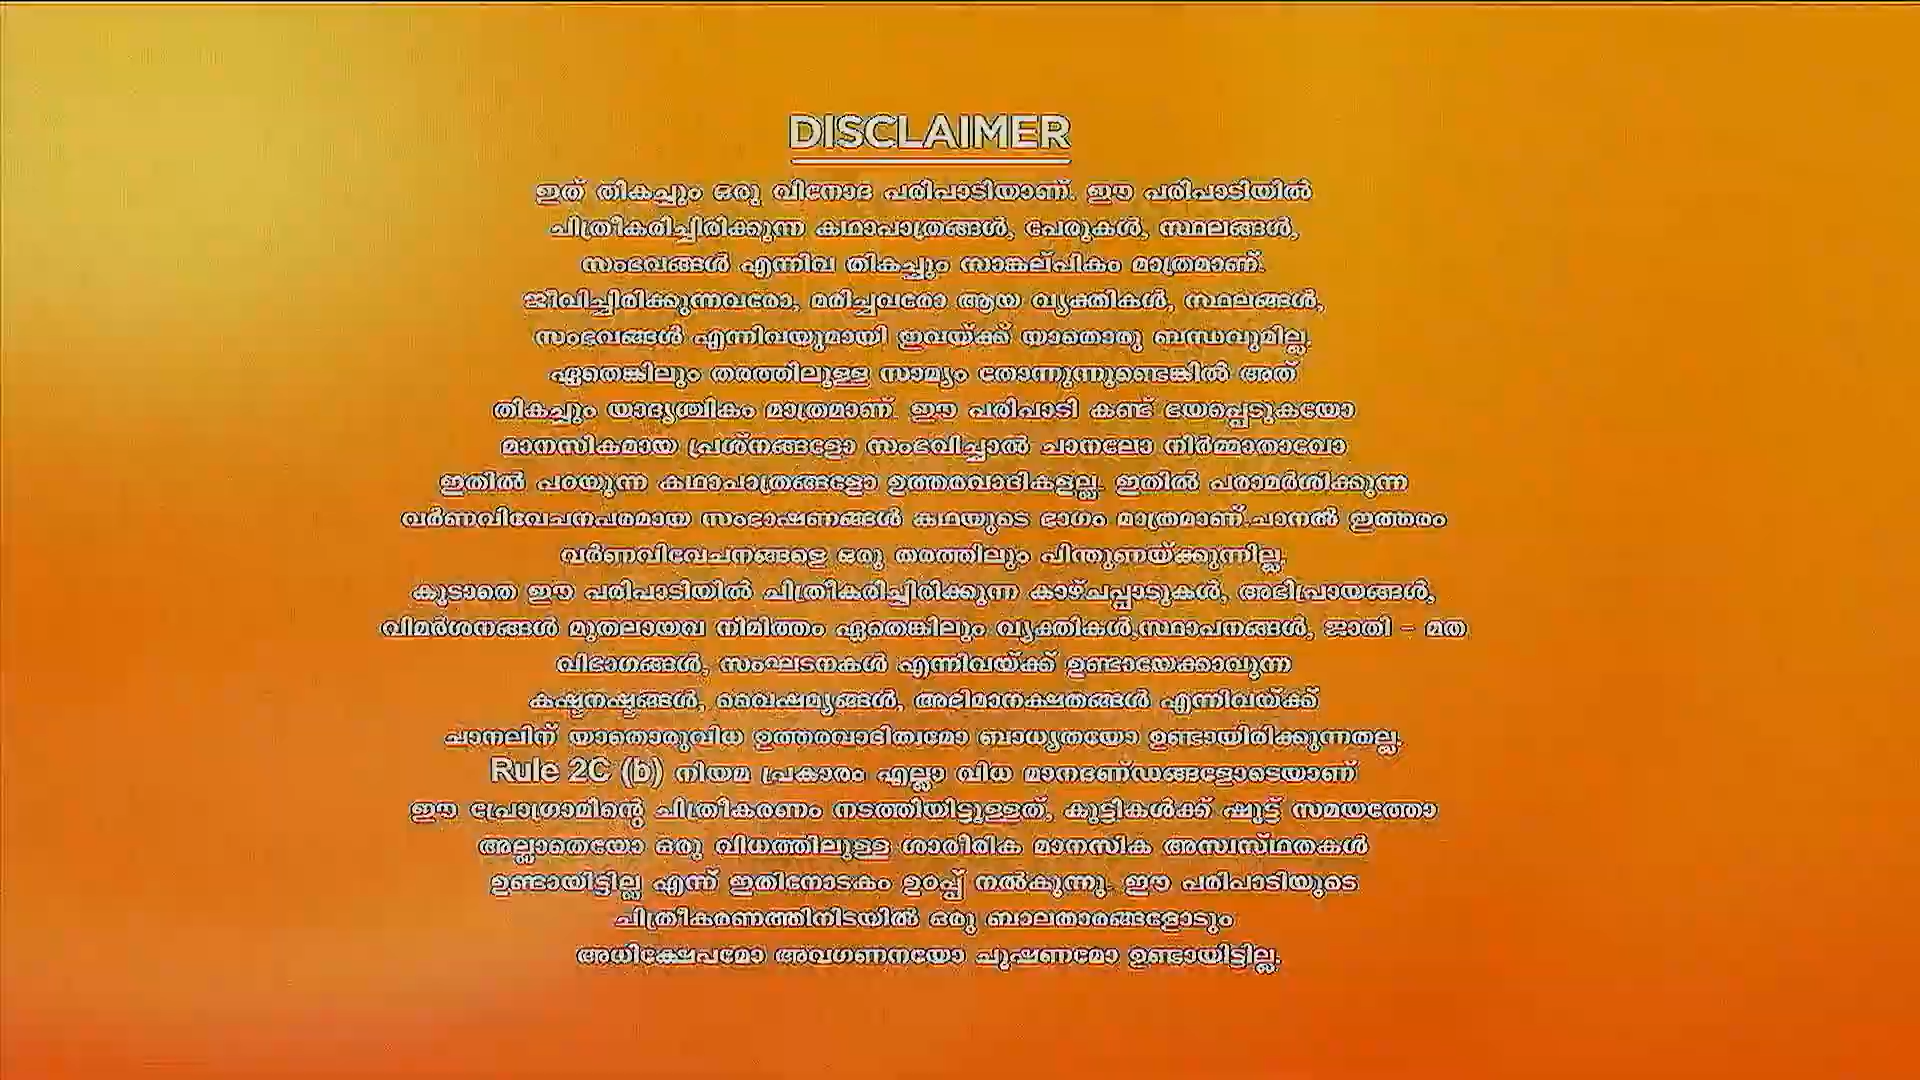 DISCLAIMER
ഇത് തികച്ചും ഒരു വിനോദ പരിപാടിയാണ്. ഈ പരിപാടിയിൽ
ചിത്രീകരിച്ചിരിക്കുന്ന കഥാപാത്രങ്ങൾ, പേരുകൾ, സ്ഥലങ്ങൾ,
സംഭവങ്ങൾ എന്നിവ തികച്ചും സാങ്കല്പികം മാത്രമാണ്.
ജീവിച്ചിരിക്കുന്നവരോ, മരിച്ചവരോ ആയ വ്യക്തികൾ, സ്ഥലങ്ങൾ,
സംഭവങ്ങൾ എന്നിവയുമായി ഇവയ്ക്ക് യാതൊരു ബന്ധവുമില്ല.
ഏതെങ്കിലും തരത്തിലുള്ള സാമ്യം തോന്നുന്നുണ്ടെങ്കിൽ അത്
തികച്ചും യാദൃശ്ചികം മാത്രമാണ്. ഈ പരിപാടി കണ്ട് ഭയപ്പെടുകയോ
മാനസികമായ പ്രശ്നങ്ങളോ സംഭവിച്ചാൽ ചാനലോ നിർമ്മാതാവോ
ഇതിൽ പറയുന്ന കഥാപാത്രങ്ങളോ ഉത്തരവാദികളല്ല. ഇതിൽ പരാമർശിക്കുന്ന
വർണവിവേചനപരമായ സംഭാഷണങ്ങൾ കഥയുടെ ഭാഗം മാത്രമാണ്.ചാനൽ ഇത്തരം
വർണവിവേചനങ്ങളെ ഒരു തരത്തിലും പിന്തുണയ്ക്കുന്നില്ല.
കൂടാതെ ഈ പരിപാടിയിൽ ചിത്രീകരിച്ചിരിക്കുന്ന കാഴ്ചപ്പാടുകൾ, അഭിപ്രായങ്ങൾ,
വിമർശനങ്ങൾ മുതലായവ നിമിത്തം ഏതെങ്കിലും വ്യക്തികൾ,സ്ഥാപനങ്ങൾ, ജാതി - മത
വിഭാഗങ്ങൾ, സംഘടനകൾ എന്നിവയ്ക്ക് ഉണ്ടായേക്കാവുന്ന
കഷ്ടനഷ്ടങ്ങൾ, വൈഷമ്യങ്ങൾ, അഭിമാനക്ഷതങ്ങൾ എന്നിവയ്ക്ക്
ചാനലിന് യാതൊരുവിധ ഉത്തരവാദിത്വമോ ബാധ്യതയോ ഉണ്ടായിരിക്കുന്നതല്ല.
Rule 2C (b) നിയമ പ്രകാരം എല്ലാ വിധ മാനദണ്ഡങ്ങളോടെയാണ്
ഈ പ്രോഗ്രാമിന്റെ ചിത്രീകരണം നടത്തിയിട്ടുള്ളത്, കുട്ടികൾക്ക് ഷൂട്ട് സമയത്തോ
അല്ലാതെയോ ഒരു വിധത്തിലുള്ള ശാരീരിക മാനസിക അസ്വസ്ഥതകൾ
ഉണ്ടായിട്ടില്ല എന്ന് ഇതിനോടകം ഉറപ്പ് നൽകുന്നു. ഈ പരിപാടിയുടെ
ചിത്രീകരണത്തിനിടയിൽ ഒരു ബാലതാരങ്ങളോടും
അധിക്ഷേപമോ അവഗണനയോ ചൂഷണമോ ഉണ്ടായിട്ടില്ല.